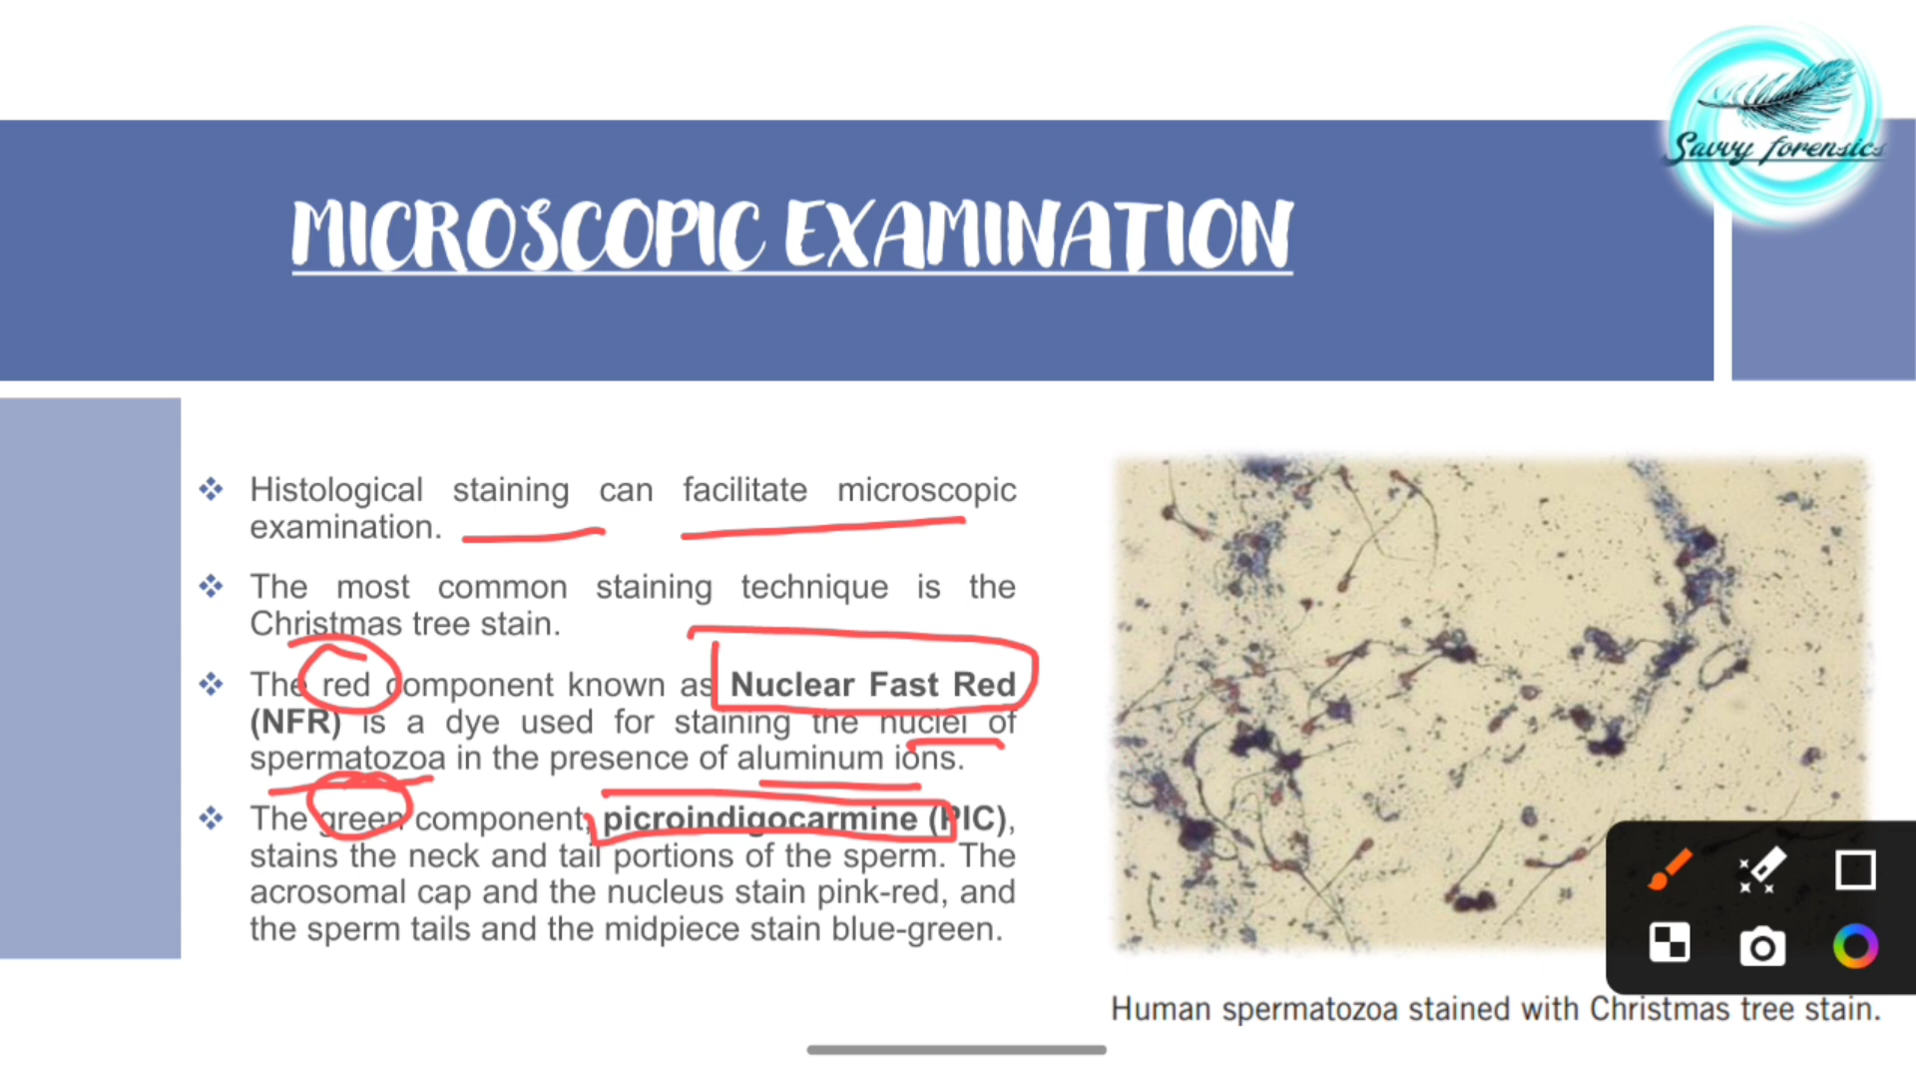 Savvy forensics
MICROSCOPIC EXAMINATION
Histological staining can facilitate microscopic
examination.
The most common staining technique is the
Christmas tree stain.
The red component known as Nuclear Fast Red
(NFR) is a dye used for staining the nuclei of
spermatozoa in the presence of aluminum ions.
The green component, picroindigocarmine (PIC),
stains the neck and tail portions of the sperm. The
acrosomal cap and the nucleus stain pink-red, and
the sperm tails and the midpiece stain blue-green.
Human spermatozoa stained with Christmas tree stain.